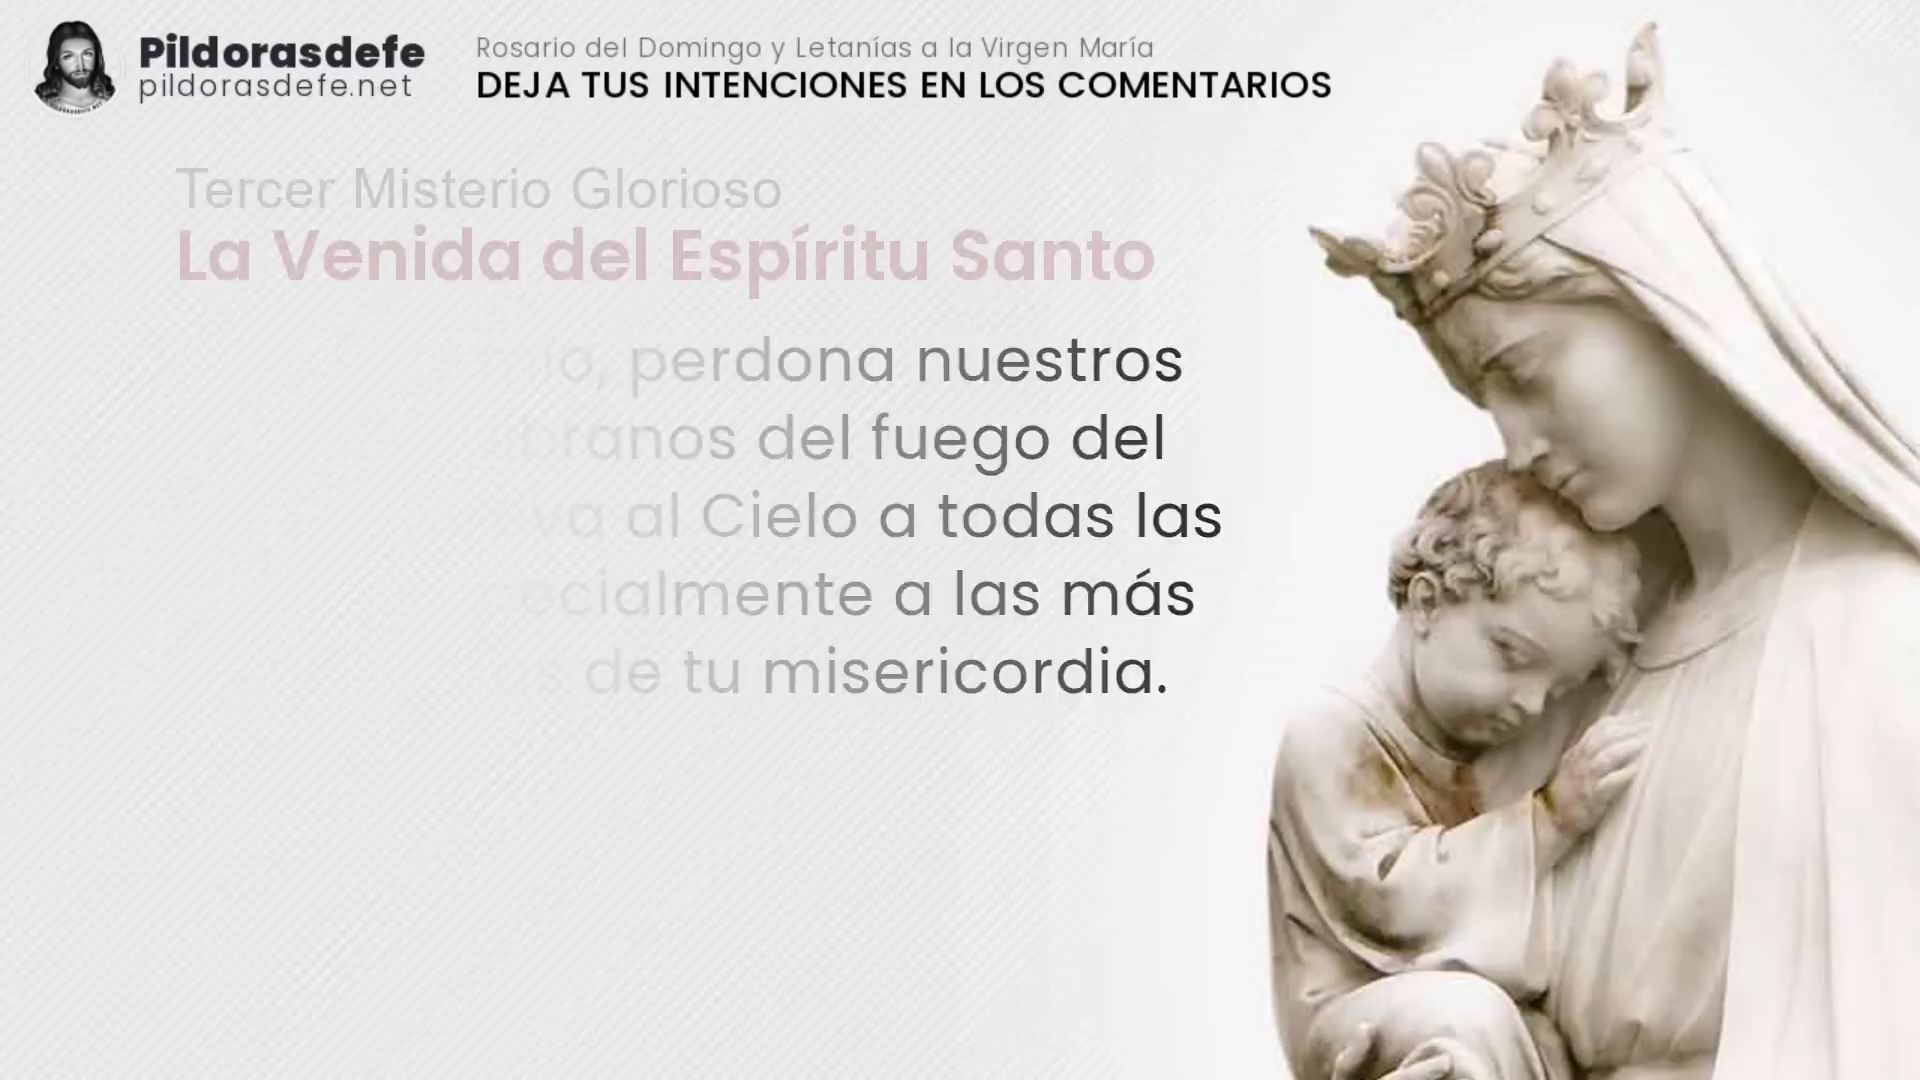 Pildorasdefe
pildorasdefe.net
Rosario del Domingo y Letanías a la Virgen María
DEJA TUS INTENCIONES EN LOS COMENTARIOS
Tercer Misterio Glorioso
La Venida del Espíritu Santo
perdona nuestros
del fuego del
al Cielo a todas las
a las más
de tu misericordia.